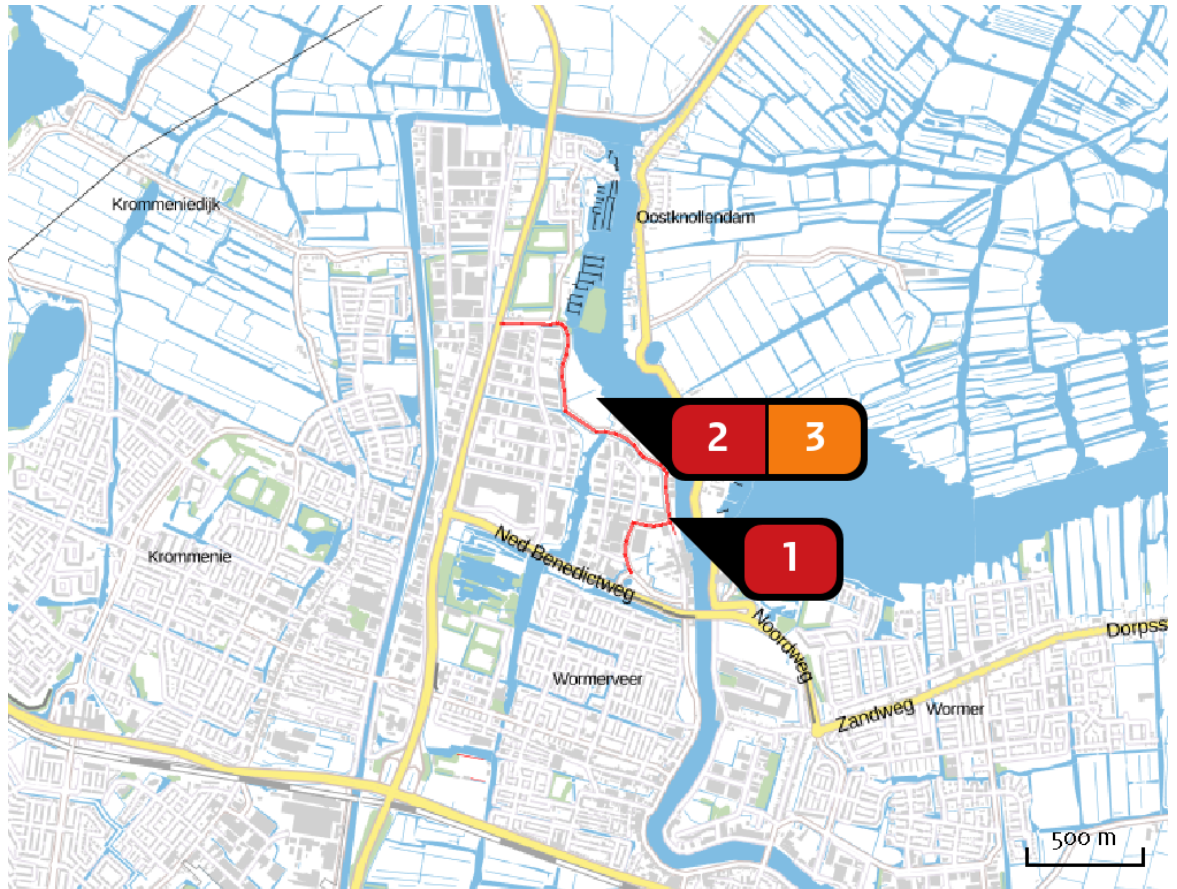 Krommeniedijk
Oostknollendam
2 3
1
Krommenie
Ned Benedictweg
Noordweg
Dorpss
Wormerveer
Zandweg
Wormer
500 m